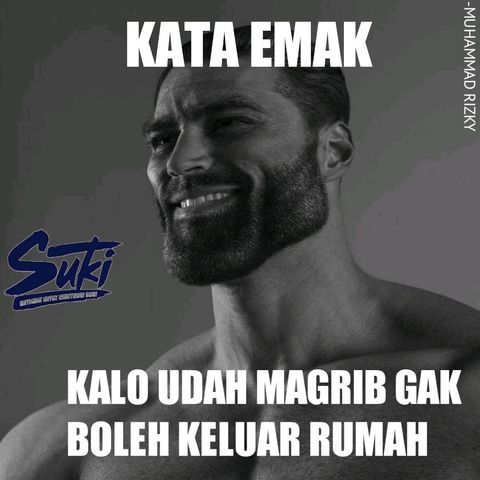 KATA EMAK
-MUHAMMAD RIZKY
Suki
KALO UDAH MAGRIB GAK
BOLEH KELUAR RUMAH